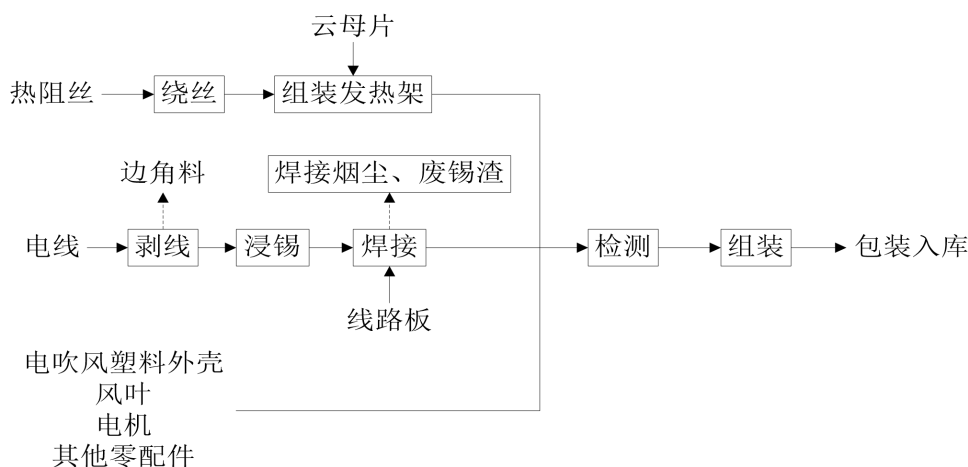 云母片
热阻丝
绕丝
组装发热架
边角料
焊接烟尘、废锡渣
电线
剥线
浸锡
焊接
检测
组装
包装入库
线路板
电吹风塑料外壳
风叶
电机
其他零配件